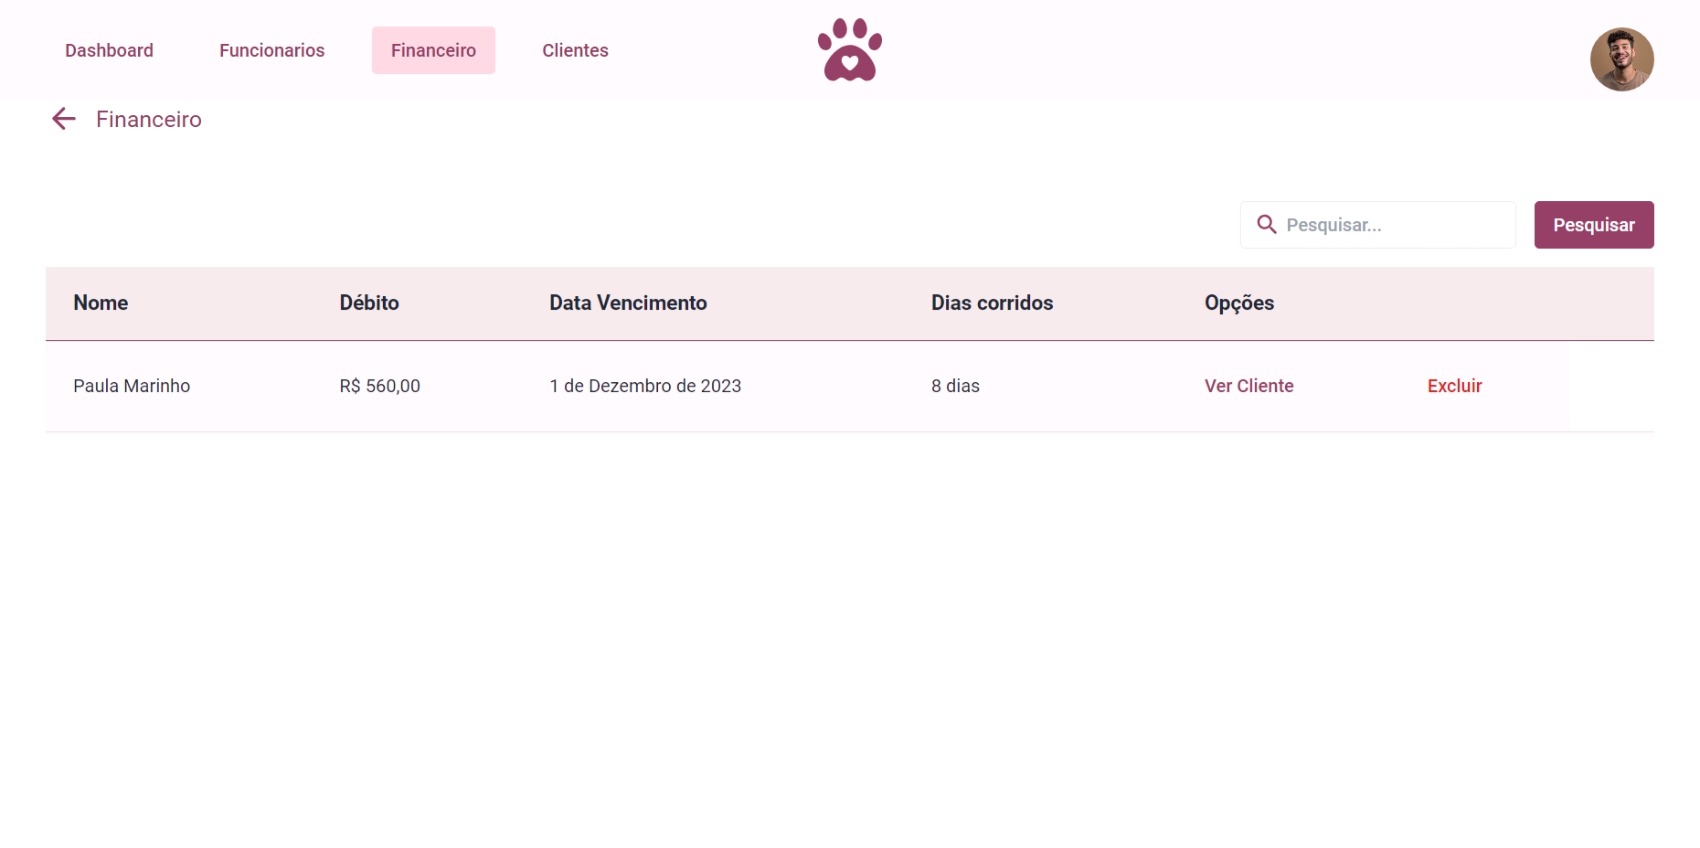 Dashboard Funcionarios Financeiro Clientes
Financeiro
Pesquisar... Pesquisar
Nome Débito Data Vencimento Dias corridos Opções
Paula Marinho R$ 560,00 1 de Dezembro de 2023 8 dias Ver Cliente Excluir